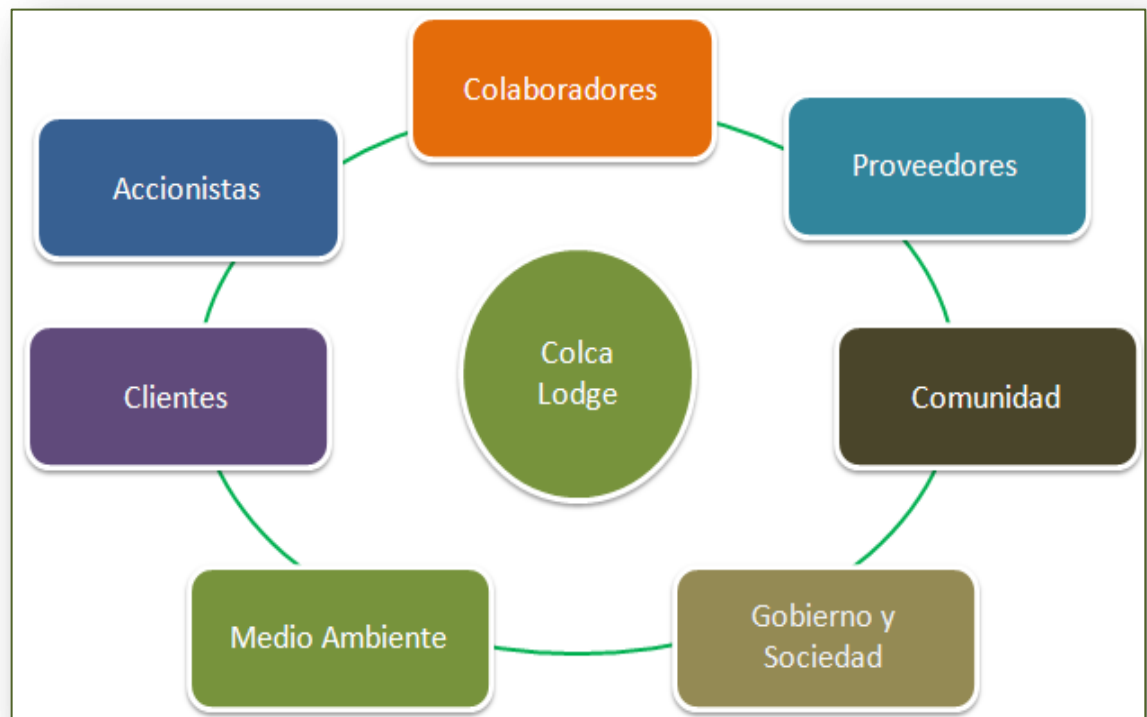 Colaboradores
Accionistas
Proveedores
Colca
Lodge
Clientes
Comunidad
Medio Ambiente
Gobierno y
Sociedad